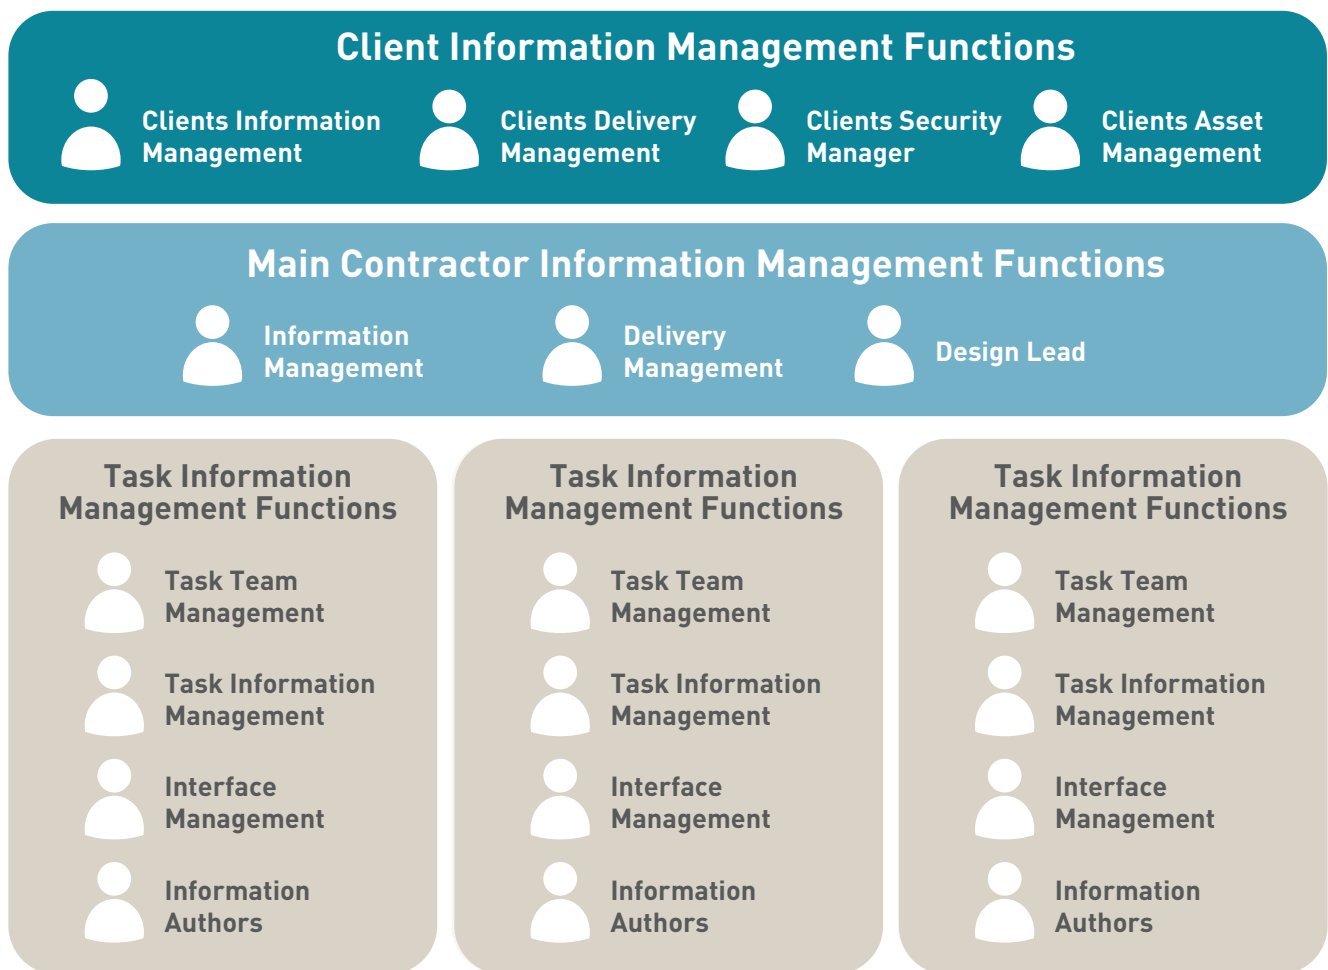 Client Information Management Functions
Clients Information
Management
Clients Delivery
Management
Clients Security
Manager
Clients Asset
Management
Main Contractor Information Management Functions
Information
Management
Delivery
Management
Design Lead
Task Information
Management Functions
Task Team
Management
Task Information
Management
Interface
Management
Information
Authors
Task Information
Management Functions
Task Team
Management
Task Information
Management
Interface
Management
Information
Authors
Task Information
Management Functions
Task Team
Management
Task Information
Management
Interface
Management
Information
Authors